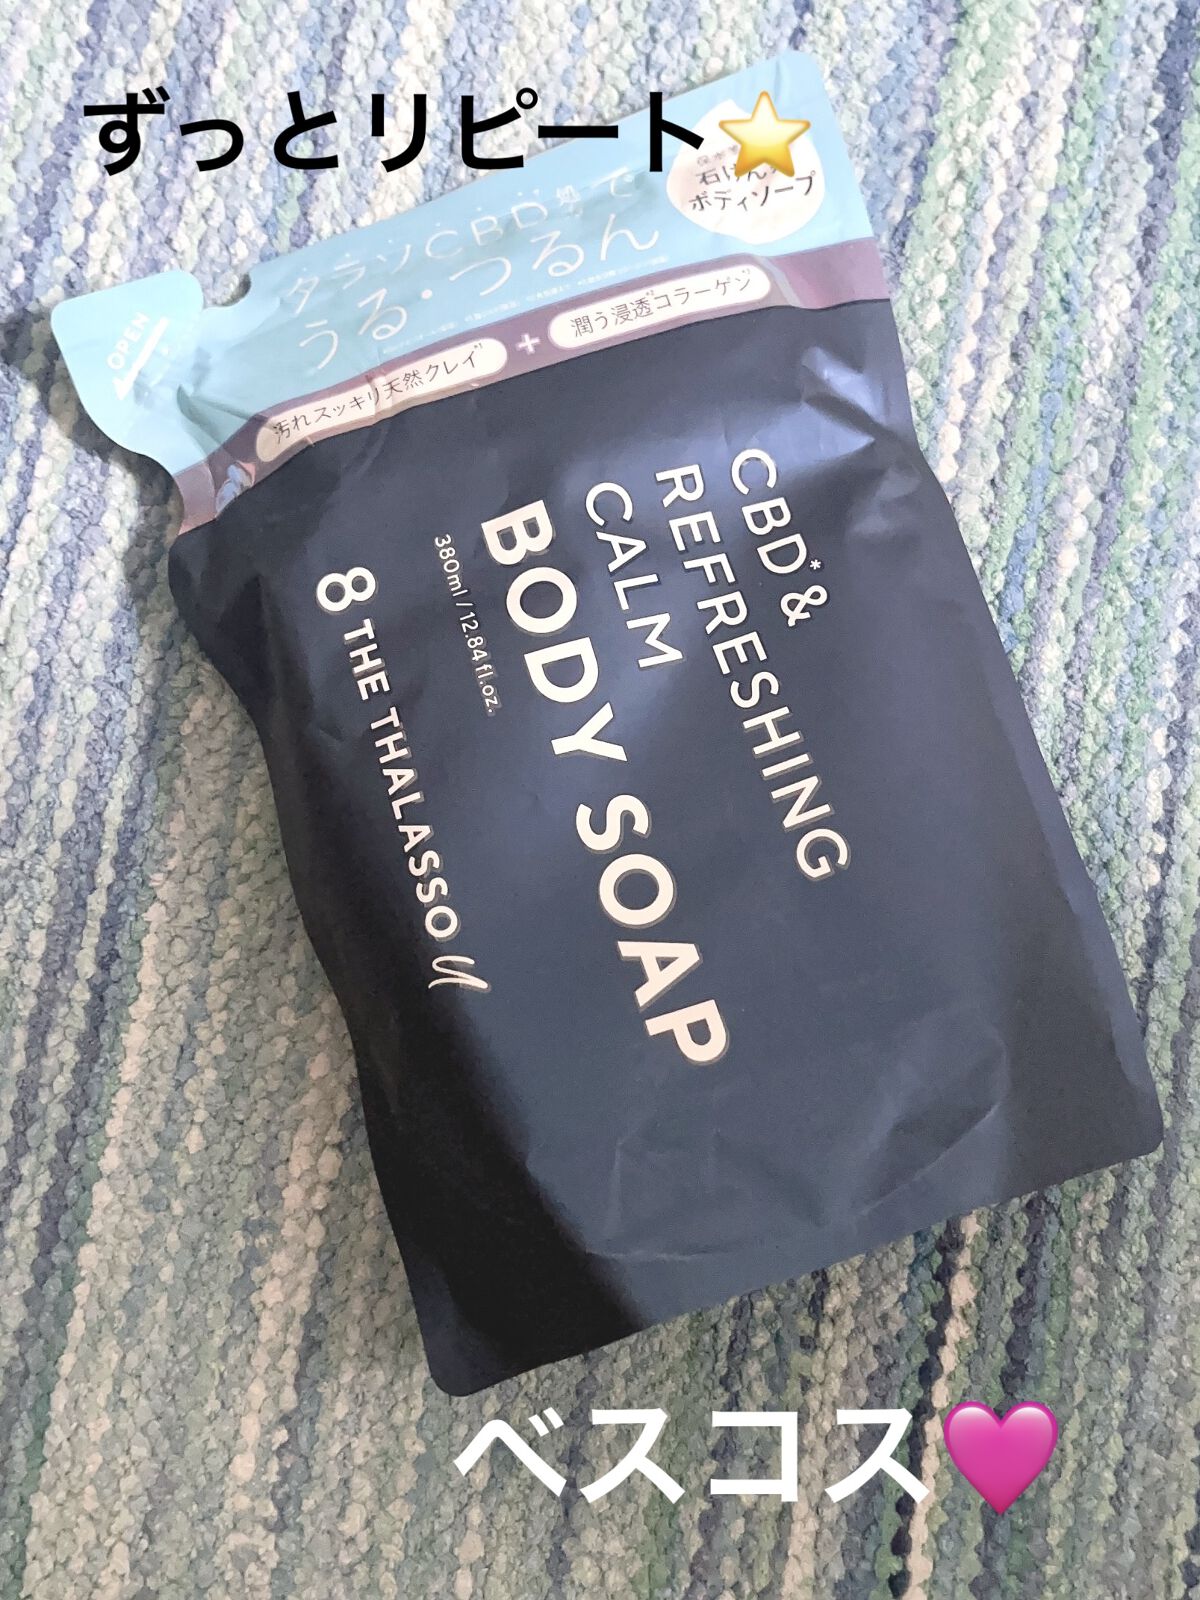 ずっとリピート⭐
石けん
ボディソープ
タラソCBD処で
うる・つるん
OPEN
汚れスッキリ天然クレイ + 潤う浸透コラーゲン
CBD* &
REFRESHING
CALM
BODY SOAP
380ml / 12.84 fl.oz.
8 THE THALASSO u
ベスコス🩷